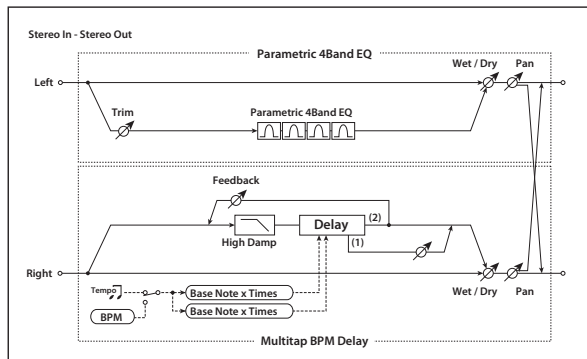 Stereo In - Stereo Out
Parametric 4Band EQ
Left
Wet / Dry
Pan
Trim
Parametric 4Band EQ
Feedback
Delay
(2)
(1)
High Damp
Right
Wet / Dry
Pan
Tempo
Base Note x Times
BPM
Base Note x Times
Multitap BPM Delay